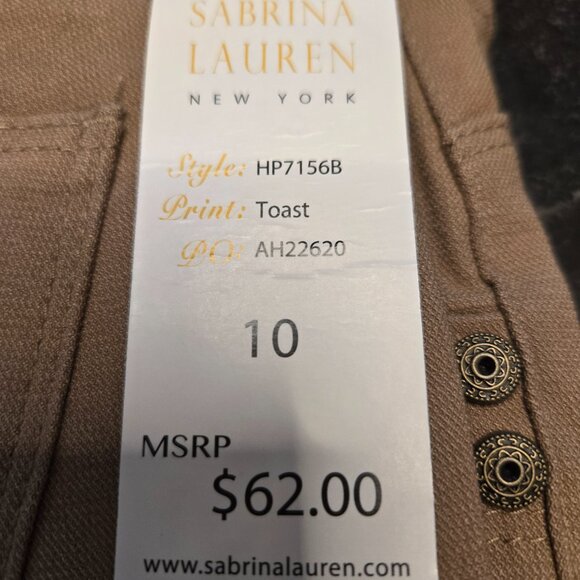 SABRINA
LAUREN
NEW YORK
Style: HP7156B
Print: Toast
PO: AH22620
10
MSRP
$62.00
www.sabrinalauren.com